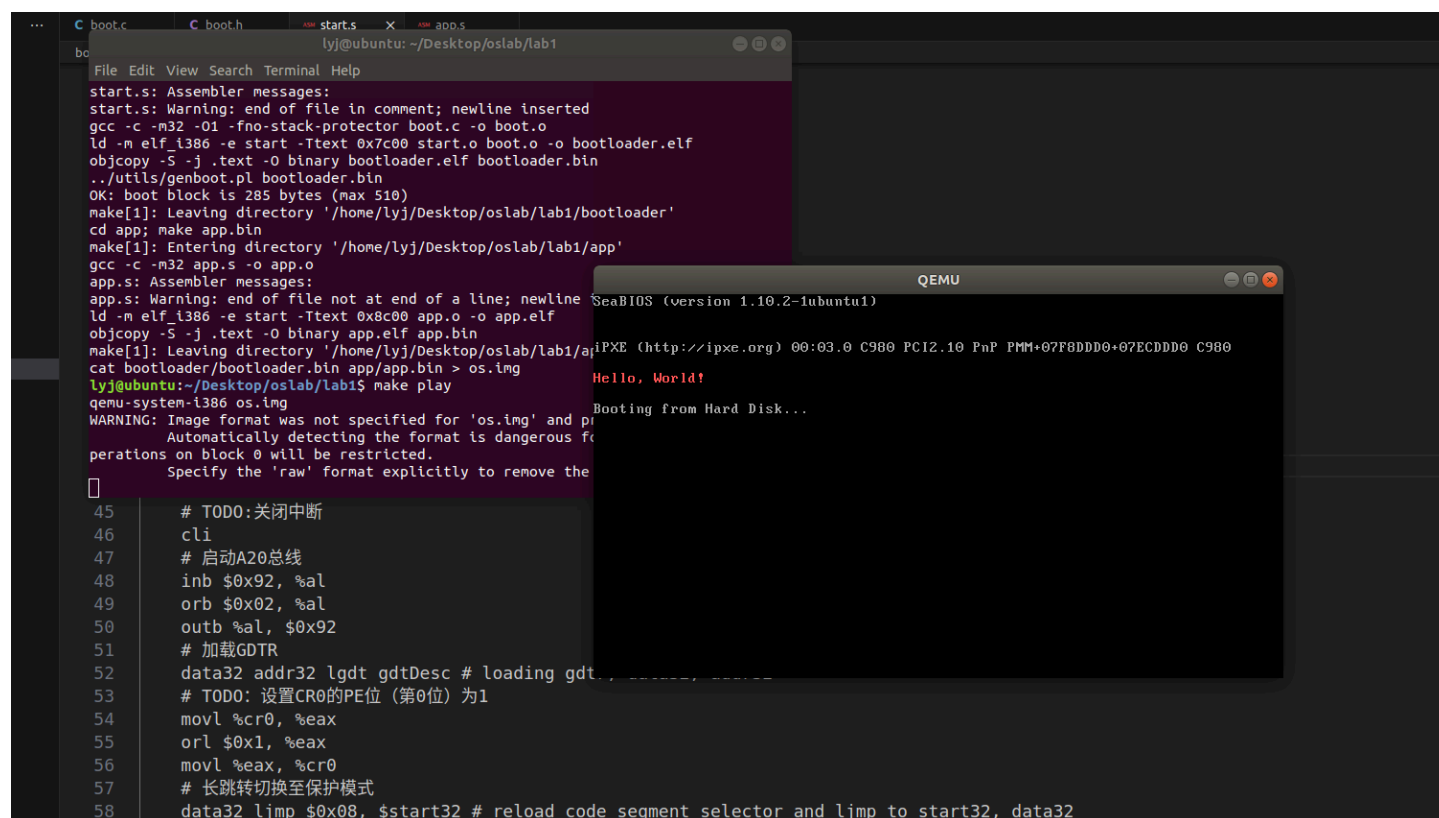 ... C boot.c C boot.h ASM start.s × ASM app.s
bo
lyj@ubuntu: ~/Desktop/oslab/lab1
File Edit View Search Terminal Help
start.s: Assembler messages:
start.s: Warning: end of file in comment; newline inserted
gcc -c -m32 -O1 -fno-stack-protector boot.c -o boot.o
ld -m elf_i386 -e start -Ttext 0x7c00 start.o boot.o -o bootloader.elf
objcopy -S -j .text -O binary bootloader.elf bootloader.bin
../utils/genboot.pl bootloader.bin
OK: boot block is 285 bytes (max 510)
make[1]: Leaving directory '/home/lyj/Desktop/oslab/lab1/bootloader'
cd app; make app.bin
make[1]: Entering directory '/home/lyj/Desktop/oslab/lab1/app'
gcc -c -m32 app.s -o app.o
app.s: Assembler messages:
app.s: Warning: end of file not at end of a line; newline
ld -m elf_i386 -e start -Ttext 0x8c00 app.o -o app.elf
objcopy -S -j .text -O binary app.elf app.bin
make[1]: Leaving directory '/home/lyj/Desktop/oslab/lab1/ap
cat bootloader/bootloader.bin app/app.bin > os.img
lyj@ubuntu:~/Desktop/oslab/lab1$ make play
qemu-system-i386 os.img
WARNING: Image format was not specified for 'os.img' and pr
Automatically detecting the format is dangerous fo
perations on block 0 will be restricted.
Specify the 'raw' format explicitly to remove the
QEMU
SeaBIOS (version 1.10.2-1ubuntu1)
iPXE (http://ipxe.org) 00:03.0 C980 PCI2.10 PnP PMM+07F8DDD0+07ECDDD0 C980
Hello, World!
Booting from Hard Disk...
45 # TODO:关闭中断
46 cli
47 # 启动A20总线
48 inb $0x92, %al
49 orb $0x02, %al
50 outb %al, $0x92
51 # 加载GDTR
52 data32 addr32 lgdt gdtDesc # loading gdt
53 # TODO: 设置CR0的PE位（第0位）为1
54 movl %cr0, %eax
55 orl $0x1, %eax
56 movl %eax, %cr0
57 # 长跳转切换至保护模式
58 data32 ljmp $0x08, $start32 # reload code segment selector and ljmp to start32, data32